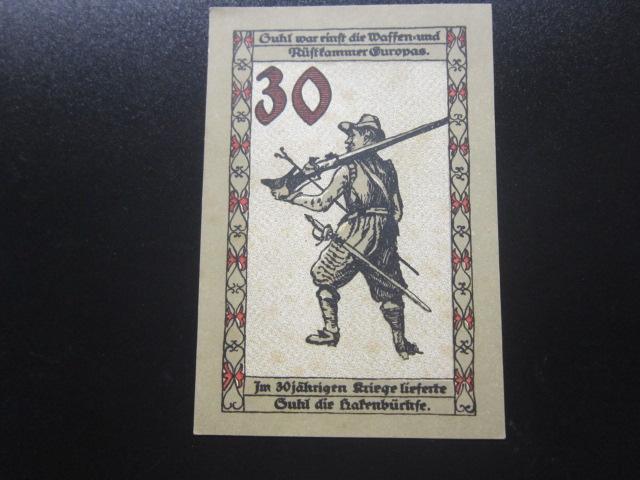 Suhl war einst die Waffen- und
Rüstkammer Europas.
30
Im 30jährigen Kriege lieferte
Suhl die Hakenbüchse.